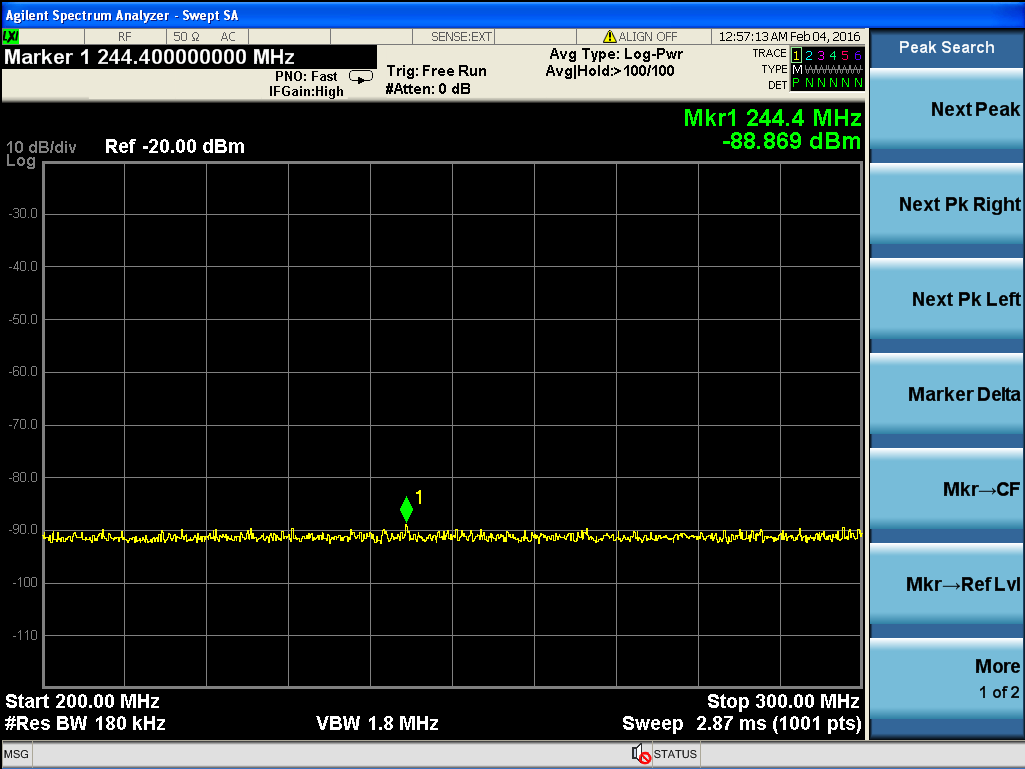 Agilent Spectrum Analyzer - Swept SA
LXI RF 50 Ω AC SENSE:EXT ALIGN OFF 12:57:13 AM Feb 04, 2016
Marker 1 244.400000000 MHz
PNO: Fast
IFGain:High
Trig: Free Run
#Atten: 0 dB
Avg Type: Log-Pwr
Avg|Hold:> 100/100
TRACE 1 2 3 4 5 6
TYPE M
DET P N N N N N
Mkr1 244.4 MHz
-88.869 dBm
10 dB/div Ref -20.00 dBm
Log
-30.0
-40.0
-50.0
-60.0
-70.0
-80.0
-90.0
-100
-110
1
Start 200.00 MHz Stop 300.00 MHz
#Res BW 180 kHz VBW 1.8 MHz Sweep 2.87 ms (1001 pts)
MSG STATUS
Peak Search
Next Peak
Next Pk Right
Next Pk Left
Marker Delta
Mkr→CF
Mkr→Ref Lvl
More
1 of 2